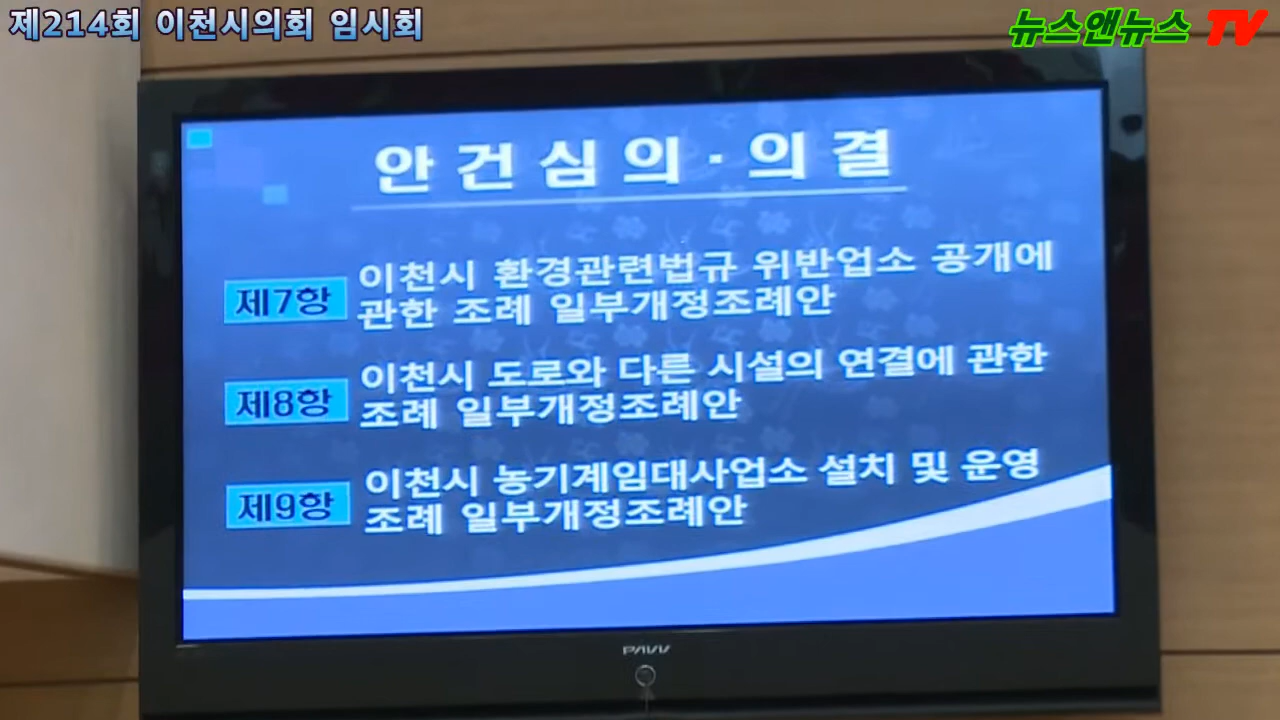 제214회 이천시의회 임시회
뉴스앤뉴스 TV
안건심의·의결
제7항
이천시 환경관련법규 위반업소 공개에
관한 조례 일부개정조례안
제8항
이천시 도로와 다른 시설의 연결에 관한
조례 일부개정조례안
제9항
이천시 농기계임대사업소 설치 및 운영
조례 일부개정조례안
PAVV